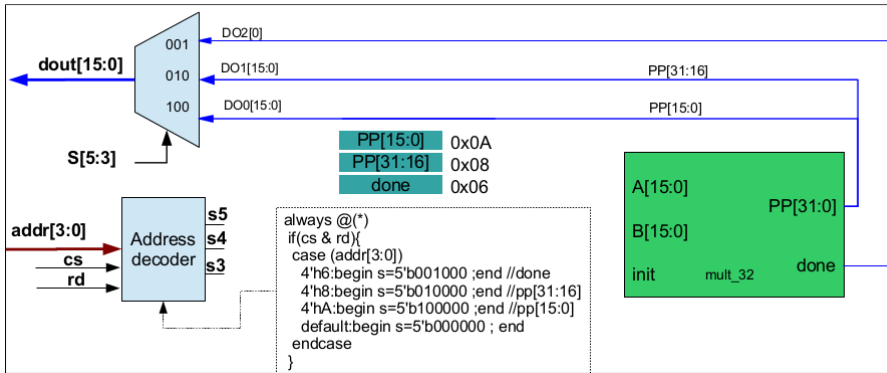 001
DO2[0]
dout[15:0]
010
DO1[15:0]
PP[31:16]
100
DO0[15:0]
PP[15:0]
S[5:3]
PP[15:0] 0x0A
PP[31:16] 0x08
done 0x06
A[15:0]
PP[31:0]
B[15:0]
init
mult_32
done
addr[3:0]
cs
rd
Address
decoder
s5
s4
s3
always @(*)
if(cs & rd){
case (addr[3:0])
4'h6:begin s=5'b001000 ;end //done
4'h8:begin s=5'b010000 ;end //pp[31:16]
4'hA:begin s=5'b100000 ;end //pp[15:0]
default:begin s=5'b000000 ; end
endcase
}